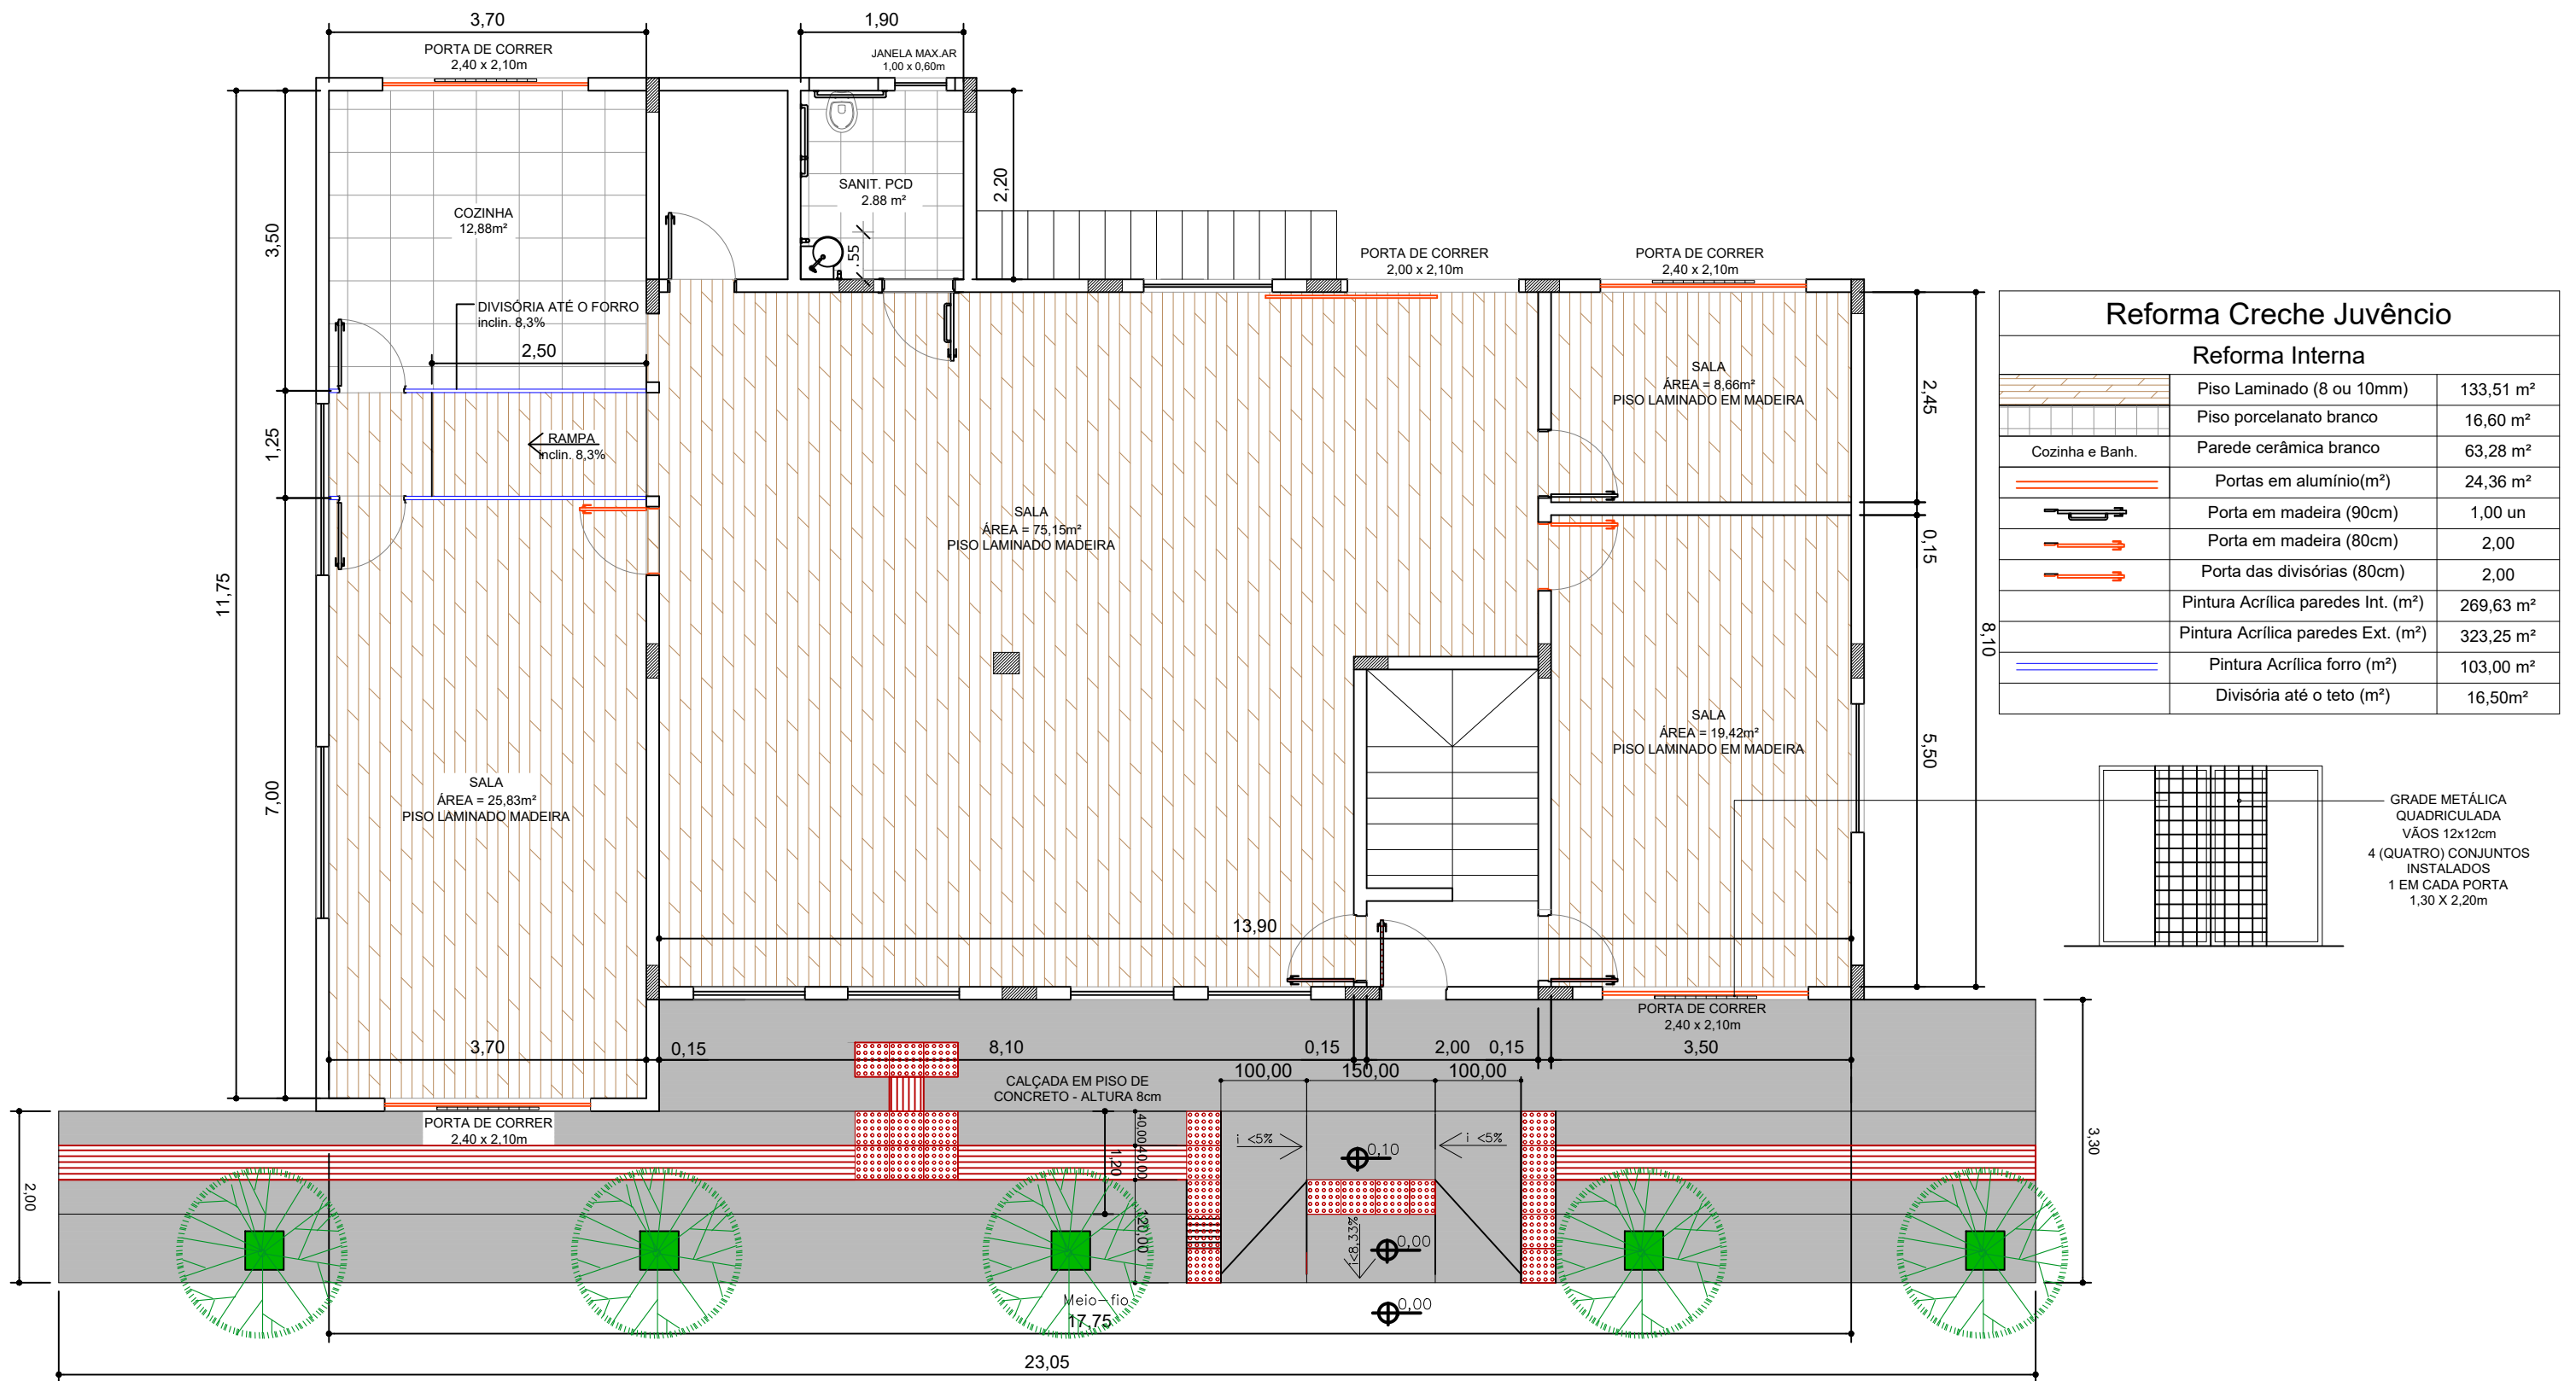 3,70
1,90
PORTA DE CORRER
2,40 x 2,10m
JANELA MAX.AR
1,00 x 0,60m
3,50
COZINHA
12,88m²
SANIT. PCD
2.88 m²
.55
2,20
DIVISÓRIA ATÉ O FORRO
inclin. 8,3%
2,50
PORTA DE CORRER
2,00 x 2,10m
PORTA DE CORRER
2,40 x 2,10m
1,25
RAMPA
inclin. 8,3%
11,75
7,00
SALA
ÁREA = 75,15m²
PISO LAMINADO MADEIRA
SALA
ÁREA = 8,66m²
PISO LAMINADO EM MADEIRA
2,45
0,15
8,10
5,50
SALA
ÁREA = 25,83m²
PISO LAMINADO MADEIRA
SALA
ÁREA = 19,42m²
PISO LAMINADO EM MADEIRA
13,90
Reforma Creche Juvêncio
Reforma Interna
Piso Laminado (8 ou 10mm) 133,51 m²
Piso porcelanato branco 16,60 m²
Cozinha e Banh. Parede cerâmica branco 63,28 m²
Portas em alumínio(m²) 24,36 m²
Porta em madeira (90cm) 1,00 un
Porta em madeira (80cm) 2,00
Porta das divisórias (80cm) 2,00
Pintura Acrílica paredes Int. (m²) 269,63 m²
Pintura Acrílica paredes Ext. (m²) 323,25 m²
Pintura Acrílica forro (m²) 103,00 m²
Divisória até o teto (m²) 16,50m²
GRADE METÁLICA
QUADRICULADA
VÃOS 12x12cm
4 (QUATRO) CONJUNTOS
INSTALADOS
1 EM CADA PORTA
1,30 X 2,20m
PORTA DE CORRER
2,40 x 2,10m
3,70
0,15
8,10
0,15
2,00
0,15
3,50
100,00
150,00
100,00
CALÇADA EM PISO DE
CONCRETO - ALTURA 8cm
PORTA DE CORRER
2,40 x 2,10m
40,00
40,00
1,20
120,00
i <5%
0,10
i <5%
i<8,33%
0,00
0,00
2,00
3,30
Meio-fio
17,75
23,05